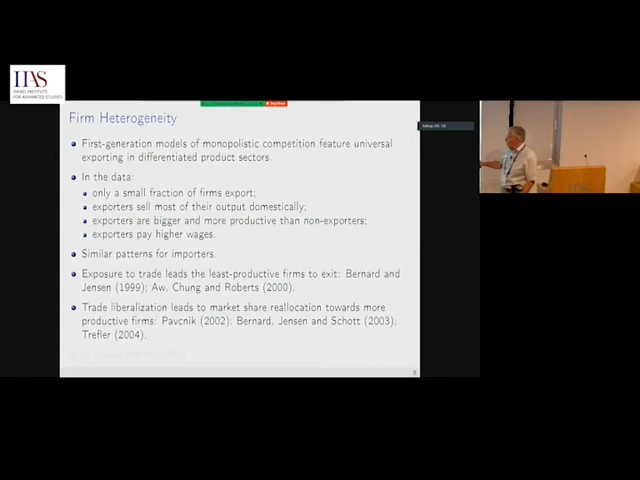 IIAS
ISRAEL INSTITUTE
FOR ADVANCED STUDIES
Firm Heterogeneity
First-generation models of monopolistic competition feature universal
exporting in differentiated product sectors.
In the data:
only a small fraction of firms export;
exporters sell most of their output domestically;
exporters are bigger and more productive than non-exporters;
exporters pay higher wages.
Similar patterns for importers.
Exposure to trade leads the least-productive firms to exit: Bernard and
Jensen (1999); Aw, Chung and Roberts (2000).
Trade liberalization leads to market share reallocation towards more
productive firms: Pavcnik (2002); Bernard, Jensen and Schott (2003);
Trefler (2004).